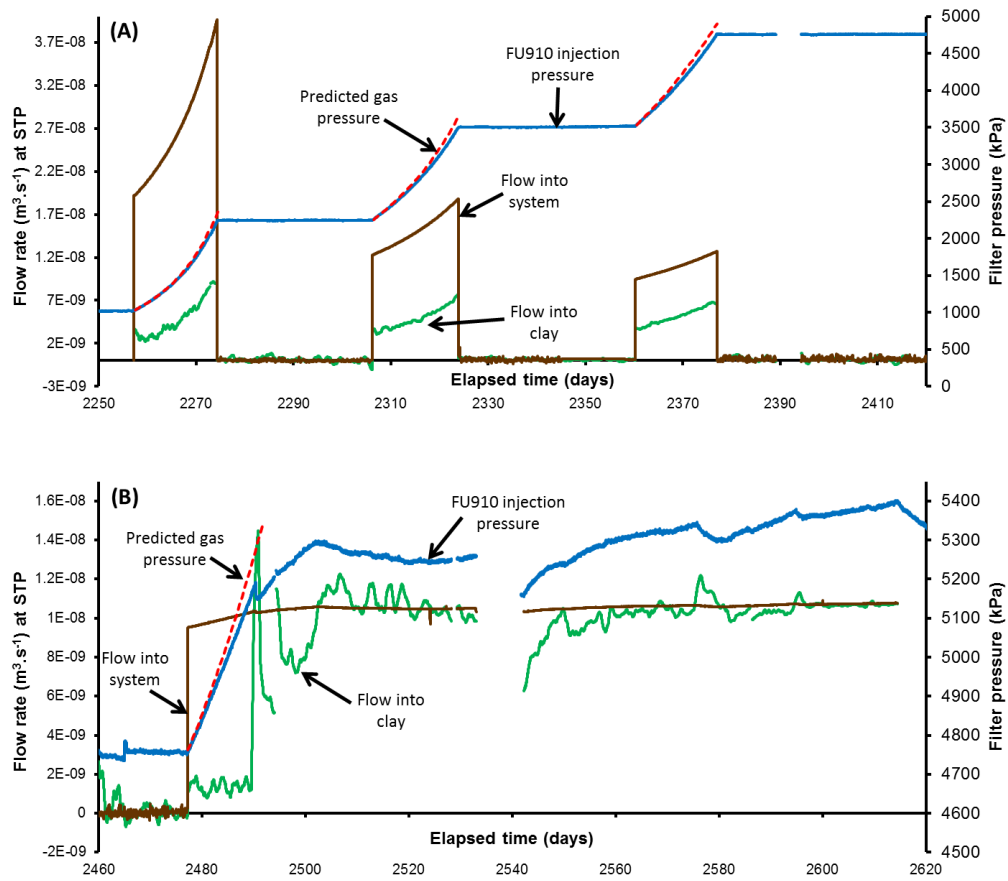 (A)
Flow rate (m³.s⁻¹) at STP
3.7E-08
3.2E-08
2.7E-08
2.2E-08
1.7E-08
1.2E-08
7E-09
2E-09
-3E-09
FU910 injection
pressure
Predicted gas
pressure
Flow into
system
Flow into
clay
5000
4500
4000
3500
3000
2500
2000
1500
1000
500
0
Filter pressure (kPa)
Elapsed time (days)
2250 2270 2290 2310 2330 2350 2370 2390 2410
(B)
Flow rate (m³.s⁻¹) at STP
1.6E-08
1.4E-08
1.2E-08
1E-08
8E-09
6E-09
4E-09
2E-09
0
-2E-09
FU910 injection
pressure
Predicted gas
pressure
Flow into
system
Flow into
clay
5400
5300
5200
5100
5000
4900
4800
4700
4600
4500
Filter pressure (kPa)
Elapsed time (days)
2460 2480 2500 2520 2540 2560 2580 2600 2620